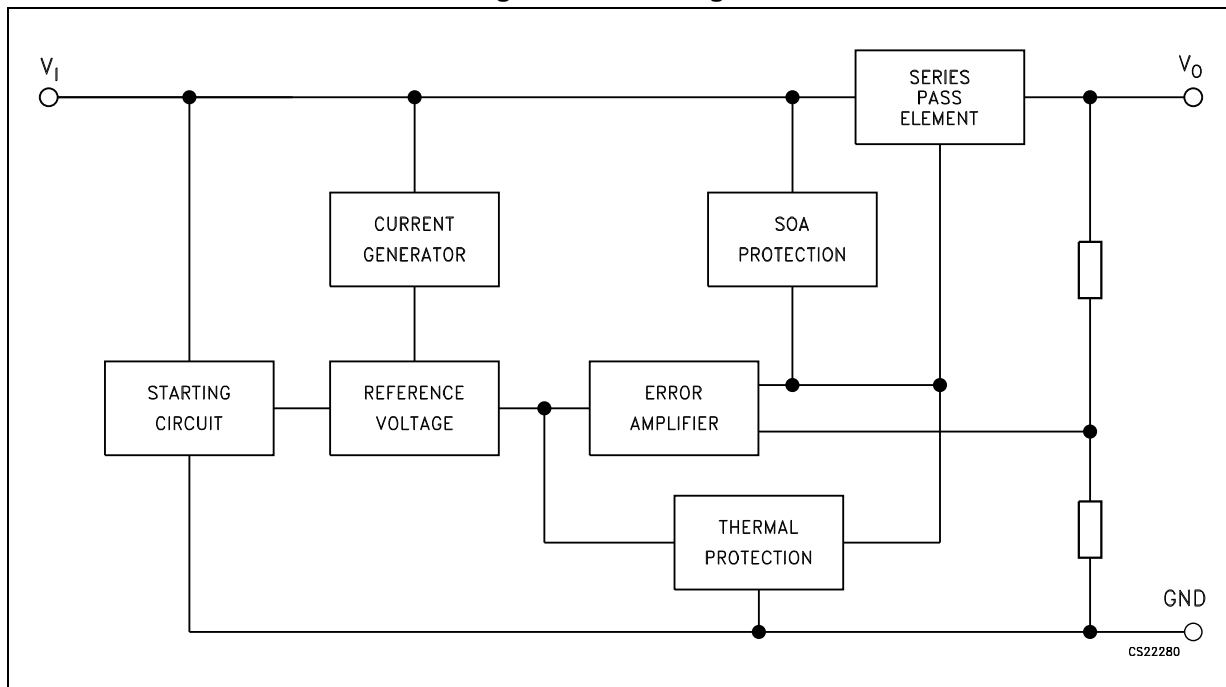 V_I
V_O
SERIES
PASS
ELEMENT
CURRENT
GENERATOR
SOA
PROTECTION
STARTING
CIRCUIT
REFERENCE
VOLTAGE
ERROR
AMPLIFIER
THERMAL
PROTECTION
GND
CS22280